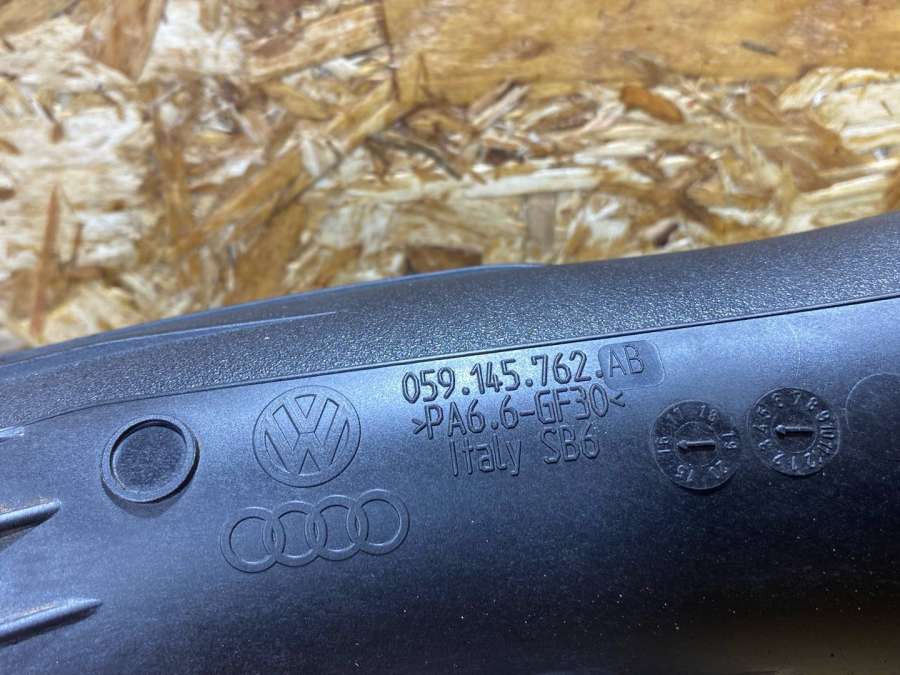 059.145.762.AB
>PA6.6-GF30<
Italy SB6